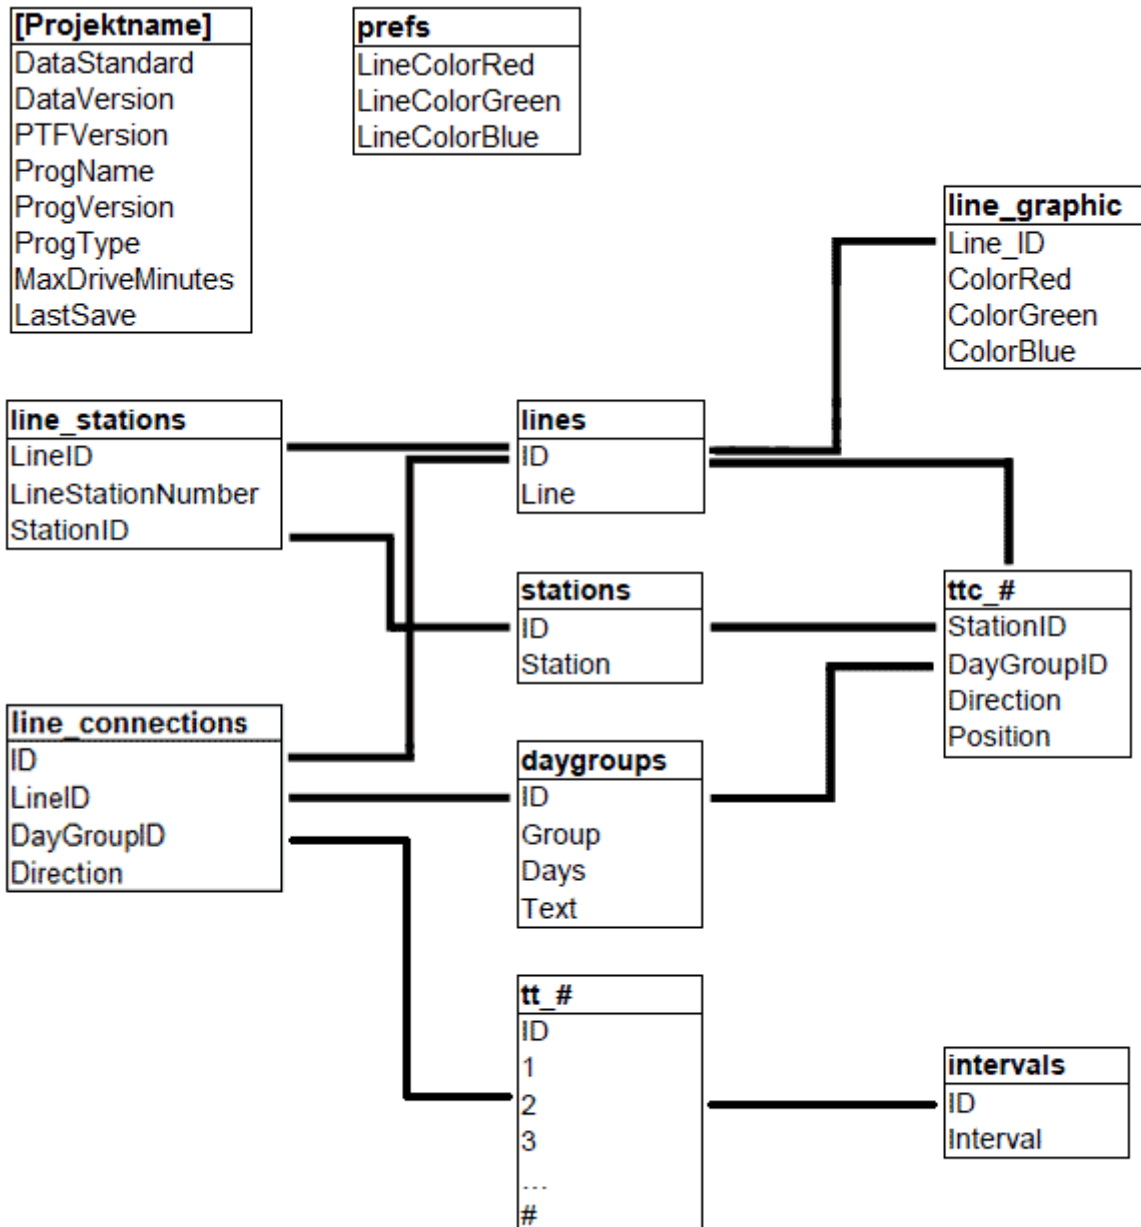 [Projektname]
DataStandard
DataVersion
PTFVersion
ProgName
ProgVersion
ProgType
MaxDriveMinutes
LastSave
prefs
LineColorRed
LineColorGreen
LineColorBlue
line_graphic
Line_ID
ColorRed
ColorGreen
ColorBlue
line_stations
LineID
LineStationNumber
StationID
lines
ID
Line
stations
ID
Station
ttc_#
StationID
DayGroupID
Direction
Position
line_connections
ID
LineID
DayGroupID
Direction
daygroups
ID
Group
Days
Text
tt_#
ID
1
2
3
...
#
intervals
ID
Interval